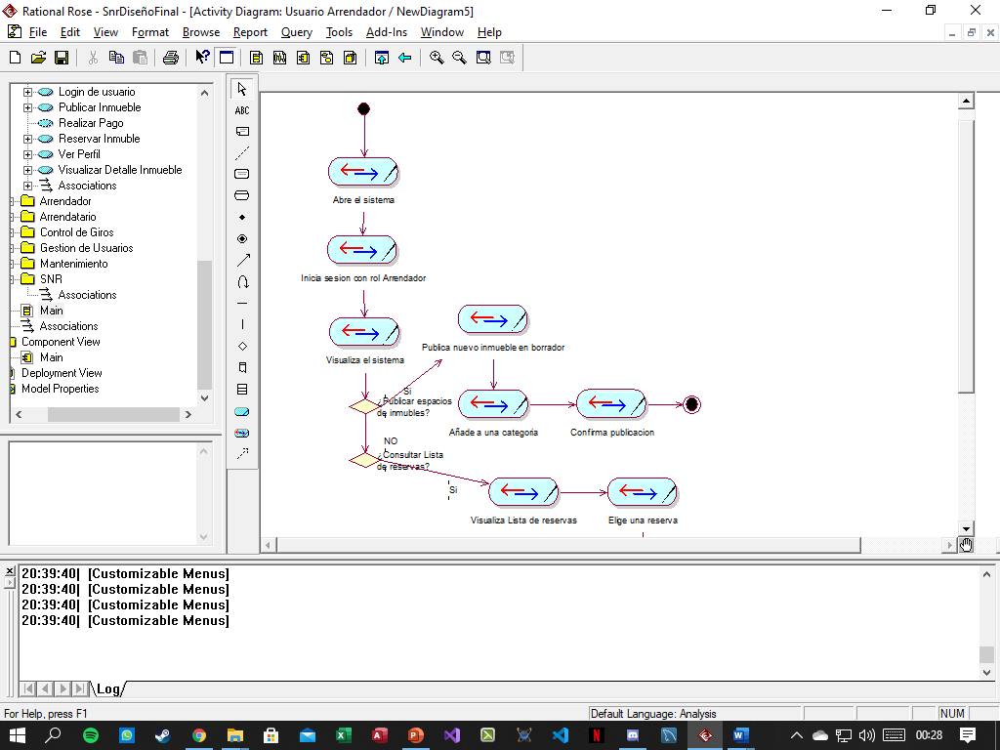 Rational Rose - SnrDiseñoFinal - [Activity Diagram: Usuario Arrendador / NewDiagram5]
File Edit View Format Browse Report Query Tools Add-Ins Window Help
Login de usuario
Publicar Inmueble
Realizar Pago
Reservar Inmuble
Ver Perfil
Visualizar Detalle Inmueble
Associations
Arrendador
Arrendatario
Control de Giros
Gestion de Usuarios
Mantenimiento
SNR
Associations
Main
Associations
Component View
Main
Deployment View
Model Properties
ABC
Abre el sistema
Inicia sesion con rol Arrendador
Visualiza el sistema
Publica nuevo inmueble en borrador
Si
¿Publicar espacios
de inmubles?
Añade a una categoria
Confirma publicacion
NO
¿Consultar Lista
de reservas?
Si
Visualiza Lista de reservas
Elige una reserva
20:39:40| [Customizable Menus]
20:39:40| [Customizable Menus]
20:39:40| [Customizable Menus]
20:39:40| [Customizable Menus]
Log
For Help, press F1
Default Language: Analysis
NUM
00:28